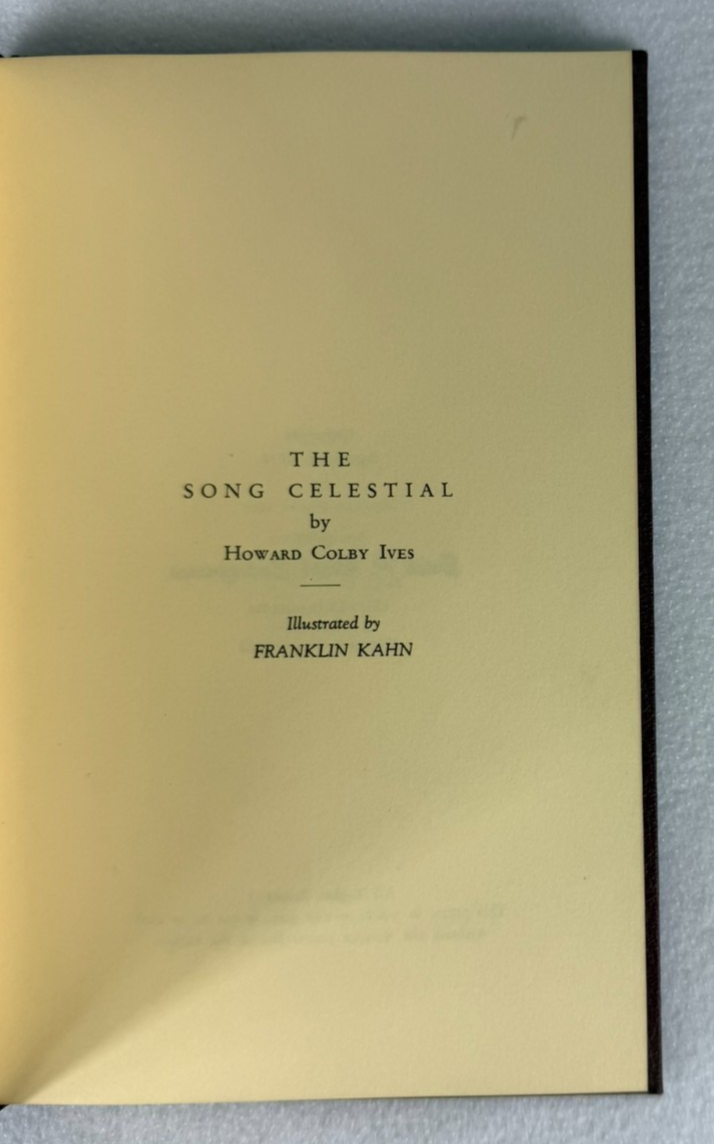 THE
SONG CELESTIAL
by
HOWARD COLBY IVES
Illustrated by
FRANKLIN KAHN